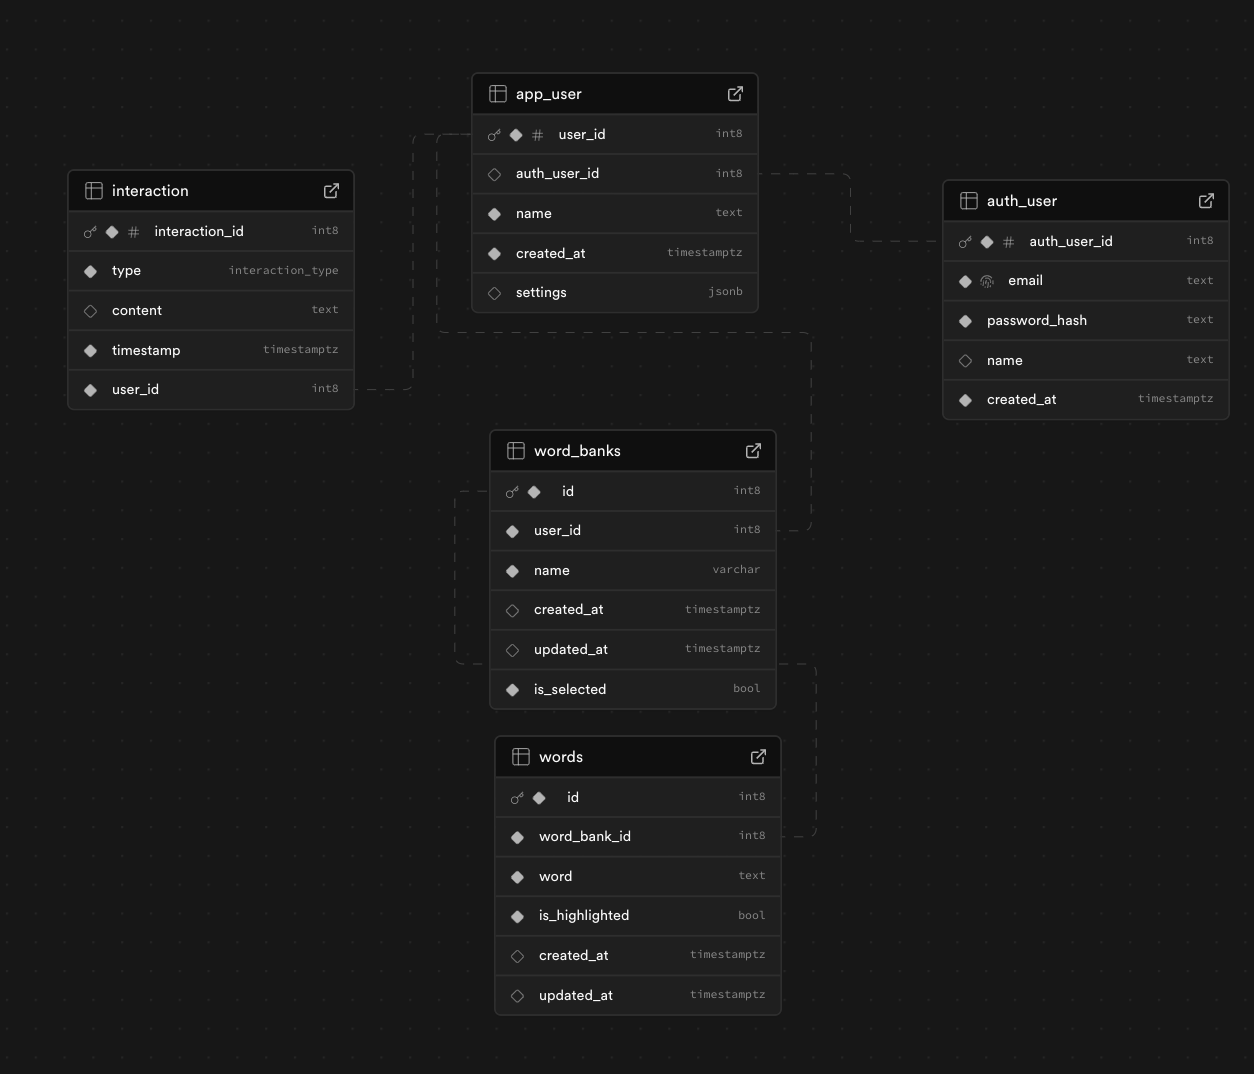 app_user
# user_id int8
auth_user_id int8
name text
created_at timestamptz
settings jsonb
interaction
# interaction_id int8
type interaction_type
content text
timestamp timestamptz
user_id int8
auth_user
# auth_user_id int8
email text
password_hash text
name text
created_at timestamptz
word_banks
id int8
user_id int8
name varchar
created_at timestamptz
updated_at timestamptz
is_selected bool
words
id int8
word_bank_id int8
word text
is_highlighted bool
created_at timestamptz
updated_at timestamptz